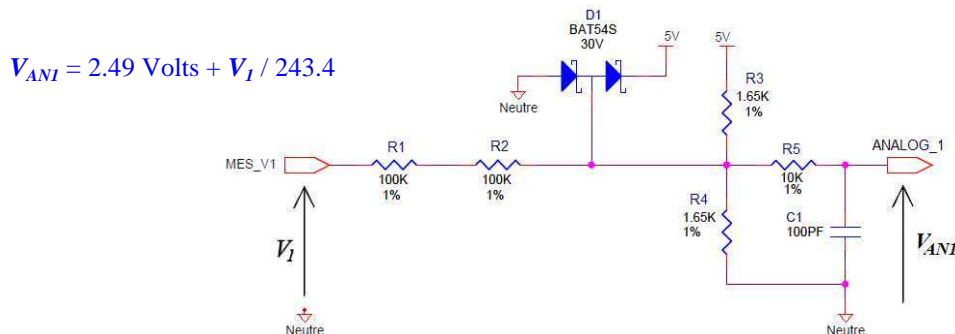 V_AN1 = 2.49 Volts + V_1 / 243.4
D1
BAT54S
30V
5V
5V
Neutre
R3
1.65K
1%
MES_V1
R1
100K
1%
R2
100K
1%
R5
10K
1%
ANALOG_1
R4
1.65K
1%
C1
100PF
V_1
V_AN1
Neutre
Neutre